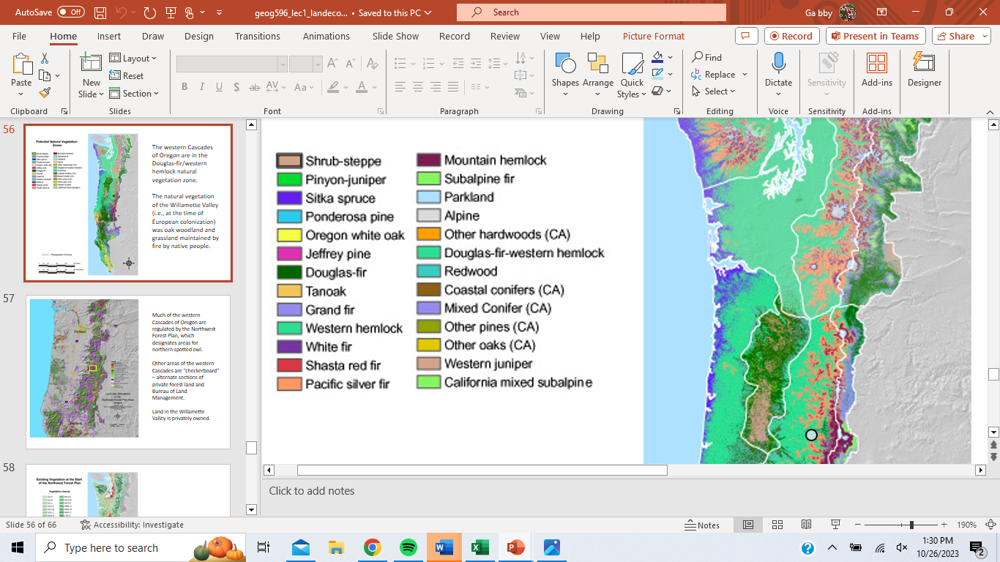 AutoSave Off geog596_lec1_landeco... • Saved to this PC Search Ga bby
File Home Insert Draw Design Transitions Animations Slide Show Record Review View Help Picture Format Record Present in Teams Share
Paste
Clipboard
New Slide
Layout
Reset
Section
Slides
B I U S ab AV Aa A
Font
Paragraph
Shapes Arrange Quick Styles
Drawing
Find
Replace
Select
Editing
Dictate
Voice
Sensitivity
Sensitivity
Add-ins
Add-ins
Designer
56
Potential Natural Vegetation
Zones
The western Cascades
of Oregon are in the
Douglas-fir/western
hemlock natural
vegetation zone.
The natural vegetation
of the Willamette Valley
(i.e., at the time of
European colonization)
was oak woodland and
grassland maintained by
fire by native people.
57
Much of the western
Cascades of Oregon are
regulated by the Northwest
Forest Plan, which
designates areas for
northern spotted owl.
Other areas of the western
Cascades are "checkerboard"
– alternate sections of
private forest land and
Bureau of Land
Management.
Land in the Willamette
Valley is privately owned.
58
Existing Vegetation at the Start
of the Northwest Forest Plan
Vegetation classes
Shrub-steppe
Pinyon-juniper
Sitka spruce
Ponderosa pine
Oregon white oak
Jeffrey pine
Douglas-fir
Tanoak
Grand fir
Western hemlock
White fir
Shasta red fir
Pacific silver fir
Mountain hemlock
Subalpine fir
Parkland
Alpine
Other hardwoods (CA)
Douglas-fir-western hemlock
Redwood
Coastal conifers (CA)
Mixed Conifer (CA)
Other pines (CA)
Other oaks (CA)
Western juniper
California mixed subalpine
Click to add notes
Slide 56 of 66 Accessibility: Investigate Notes 190%
Type here to search
1:30 PM
10/26/2023
2